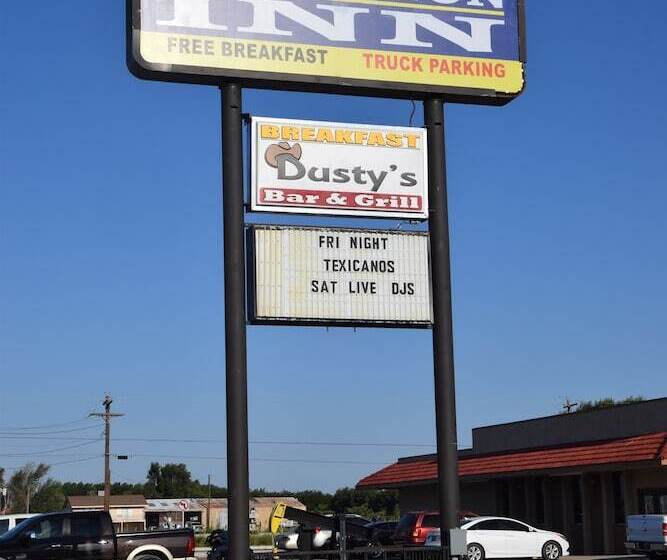 INN
FREE BREAKFAST TRUCK PARKING
BREAKFAST
Dusty's
Bar & Grill
FRI NIGHT
TEXICANOS
SAT LIVE DJS